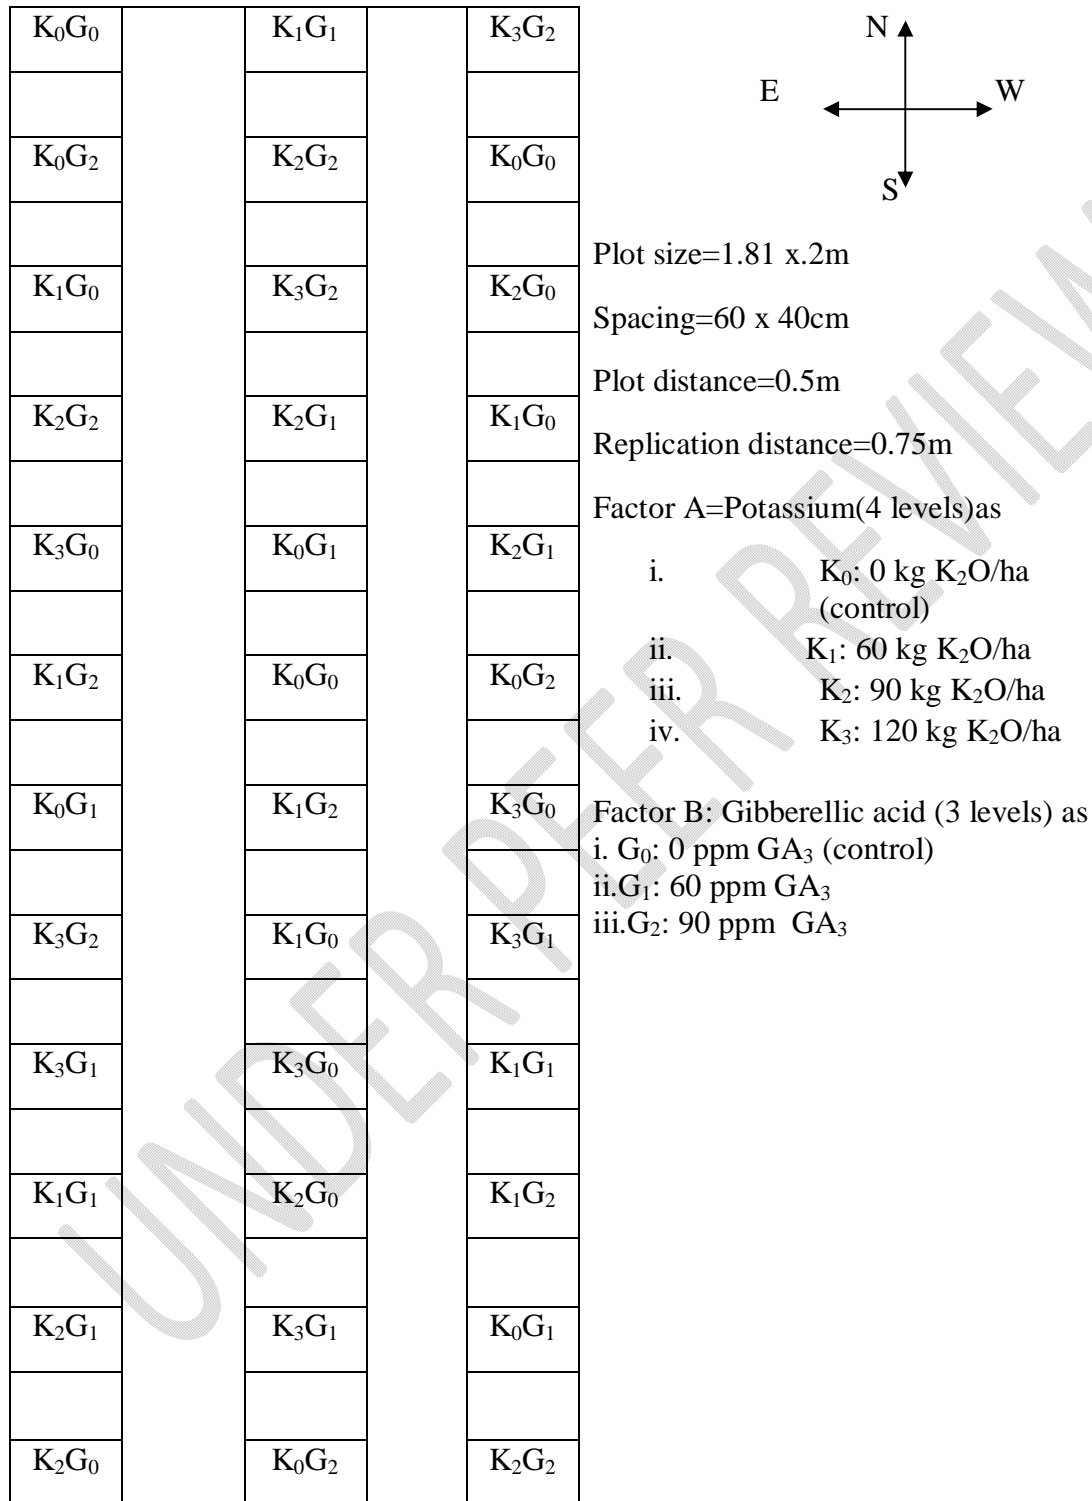 K₀G₀ K₁G₁ K₃G₂
K₀G₂ K₂G₂ K₀G₀
K₁G₀ K₃G₂ K₂G₀
K₂G₂ K₂G₁ K₁G₀
K₃G₀ K₀G₁ K₂G₁
K₁G₂ K₀G₀ K₀G₂
K₀G₁ K₁G₂ K₃G₀
K₃G₂ K₁G₀ K₃G₁
K₃G₁ K₃G₀ K₁G₁
K₁G₁ K₂G₀ K₁G₂
K₂G₁ K₃G₁ K₀G₁
K₂G₀ K₀G₂ K₂G₂
N
E W
S
Plot size=1.81 x.2m
Spacing=60 x 40cm
Plot distance=0.5m
Replication distance=0.75m
Factor A=Potassium(4 levels)as
i. K₀: 0 kg K₂O/ha
(control)
ii. K₁: 60 kg K₂O/ha
iii. K₂: 90 kg K₂O/ha
iv. K₃: 120 kg K₂O/ha
Factor B: Gibberellic acid (3 levels) as
i. G₀: 0 ppm GA₃ (control)
ii.G₁: 60 ppm GA₃
iii.G₂: 90 ppm GA₃
UNDER PEER REVIEW